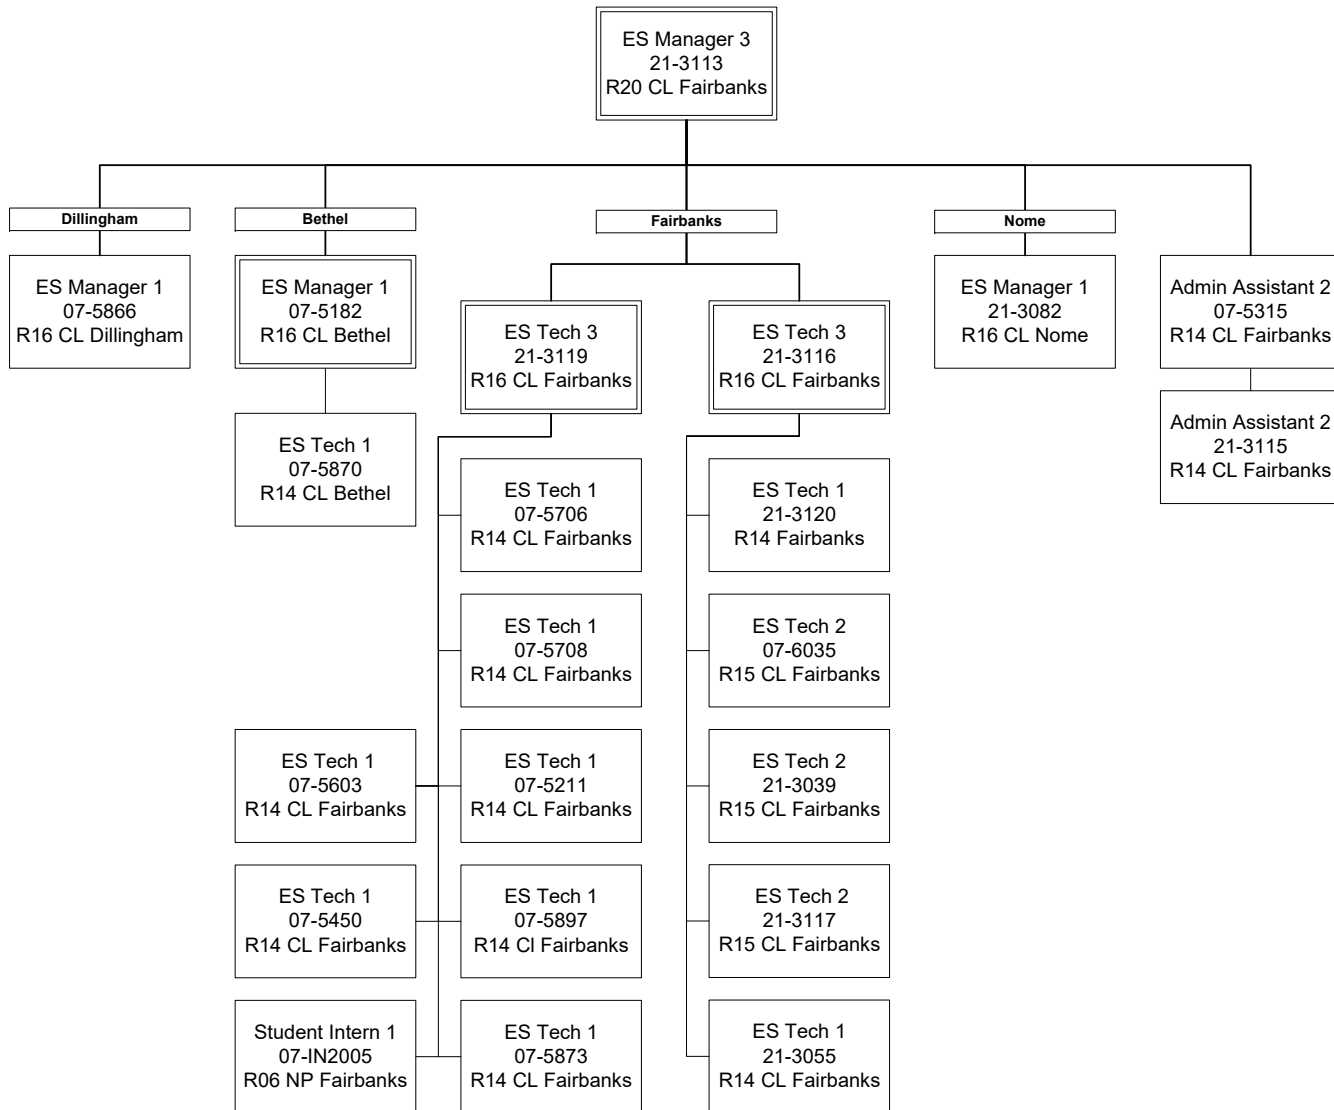 ES Manager 3
21-3113
R20 CL Fairbanks
Dillingham
Bethel
Fairbanks
Nome
ES Manager 1
07-5866
R16 CL Dillingham
ES Manager 1
07-5182
R16 CL Bethel
ES Tech 1
07-5870
R14 CL Bethel
ES Tech 3
21-3119
R16 CL Fairbanks
ES Tech 3
21-3116
R16 CL Fairbanks
ES Manager 1
21-3082
R16 CL Nome
Admin Assistant 2
07-5315
R14 CL Fairbanks
Admin Assistant 2
21-3115
R14 CL Fairbanks
ES Tech 1
07-5706
R14 CL Fairbanks
ES Tech 1
21-3120
R14 Fairbanks
ES Tech 1
07-5708
R14 CL Fairbanks
ES Tech 2
07-6035
R15 CL Fairbanks
ES Tech 1
07-5603
R14 CL Fairbanks
ES Tech 1
07-5211
R14 CL Fairbanks
ES Tech 2
21-3039
R15 CL Fairbanks
ES Tech 1
07-5450
R14 CL Fairbanks
ES Tech 1
07-5897
R14 Cl Fairbanks
ES Tech 2
21-3117
R15 CL Fairbanks
Student Intern 1
07-IN2005
R06 NP Fairbanks
ES Tech 1
07-5873
R14 CL Fairbanks
ES Tech 1
21-3055
R14 CL Fairbanks